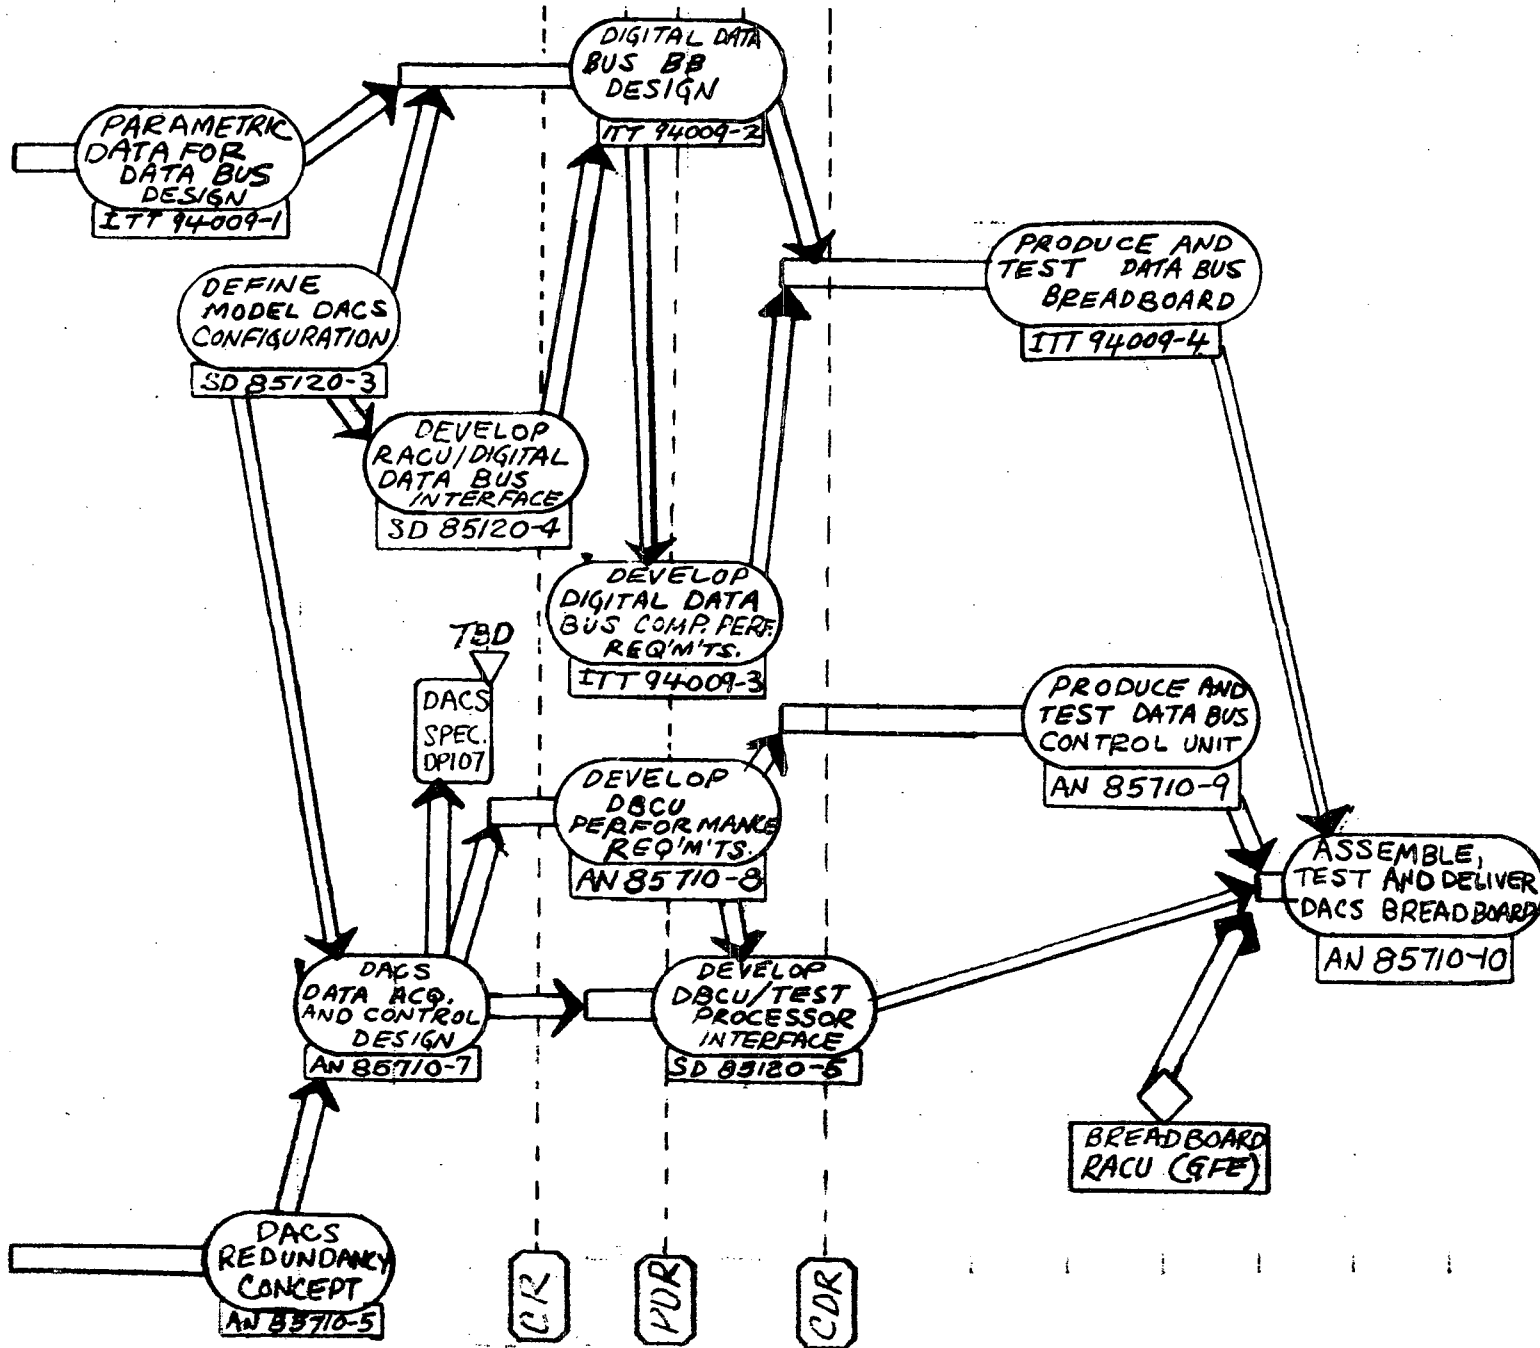 DIGITAL DATA
BUS BB
DESIGN
ITT 94009-2
PARAMETRIC
DATA FOR
DATA BUS
DESIGN
ITT 94009-1
DEFINE
MODEL DACS
CONFIGURATION
SD 85120-3
PRODUCE AND
TEST DATA BUS
BREADBOARD
ITT 94009-4
DEVELOP
RACU/DIGITAL
DATA BUS
INTERFACE
SD 85120-4
DEVELOP
DIGITAL DATA
BUS COMP. PERF.
REQ'M'TS.
ITT 94009-3
TBD
DACS
SPEC.
DP107
PRODUCE AND
TEST DATA BUS
CONTROL UNIT
AN 85710-9
DEVELOP
DBCU
PERFORMANCE
REQ'M'TS.
AN 85710-8
ASSEMBLE,
TEST AND DELIVER
DACS BREADBOARD
AN 85710-10
DACS
DATA ACQ.
AND CONTROL
DESIGN
AN 85710-7
DEVELOP
DBCU/TEST
PROCESSOR
INTERFACE
SD 85120-5
BREADBOARD
RACU (GFE)
DACS
REDUNDANCY
CONCEPT
AN 85710-5
CR
PDR
CDR